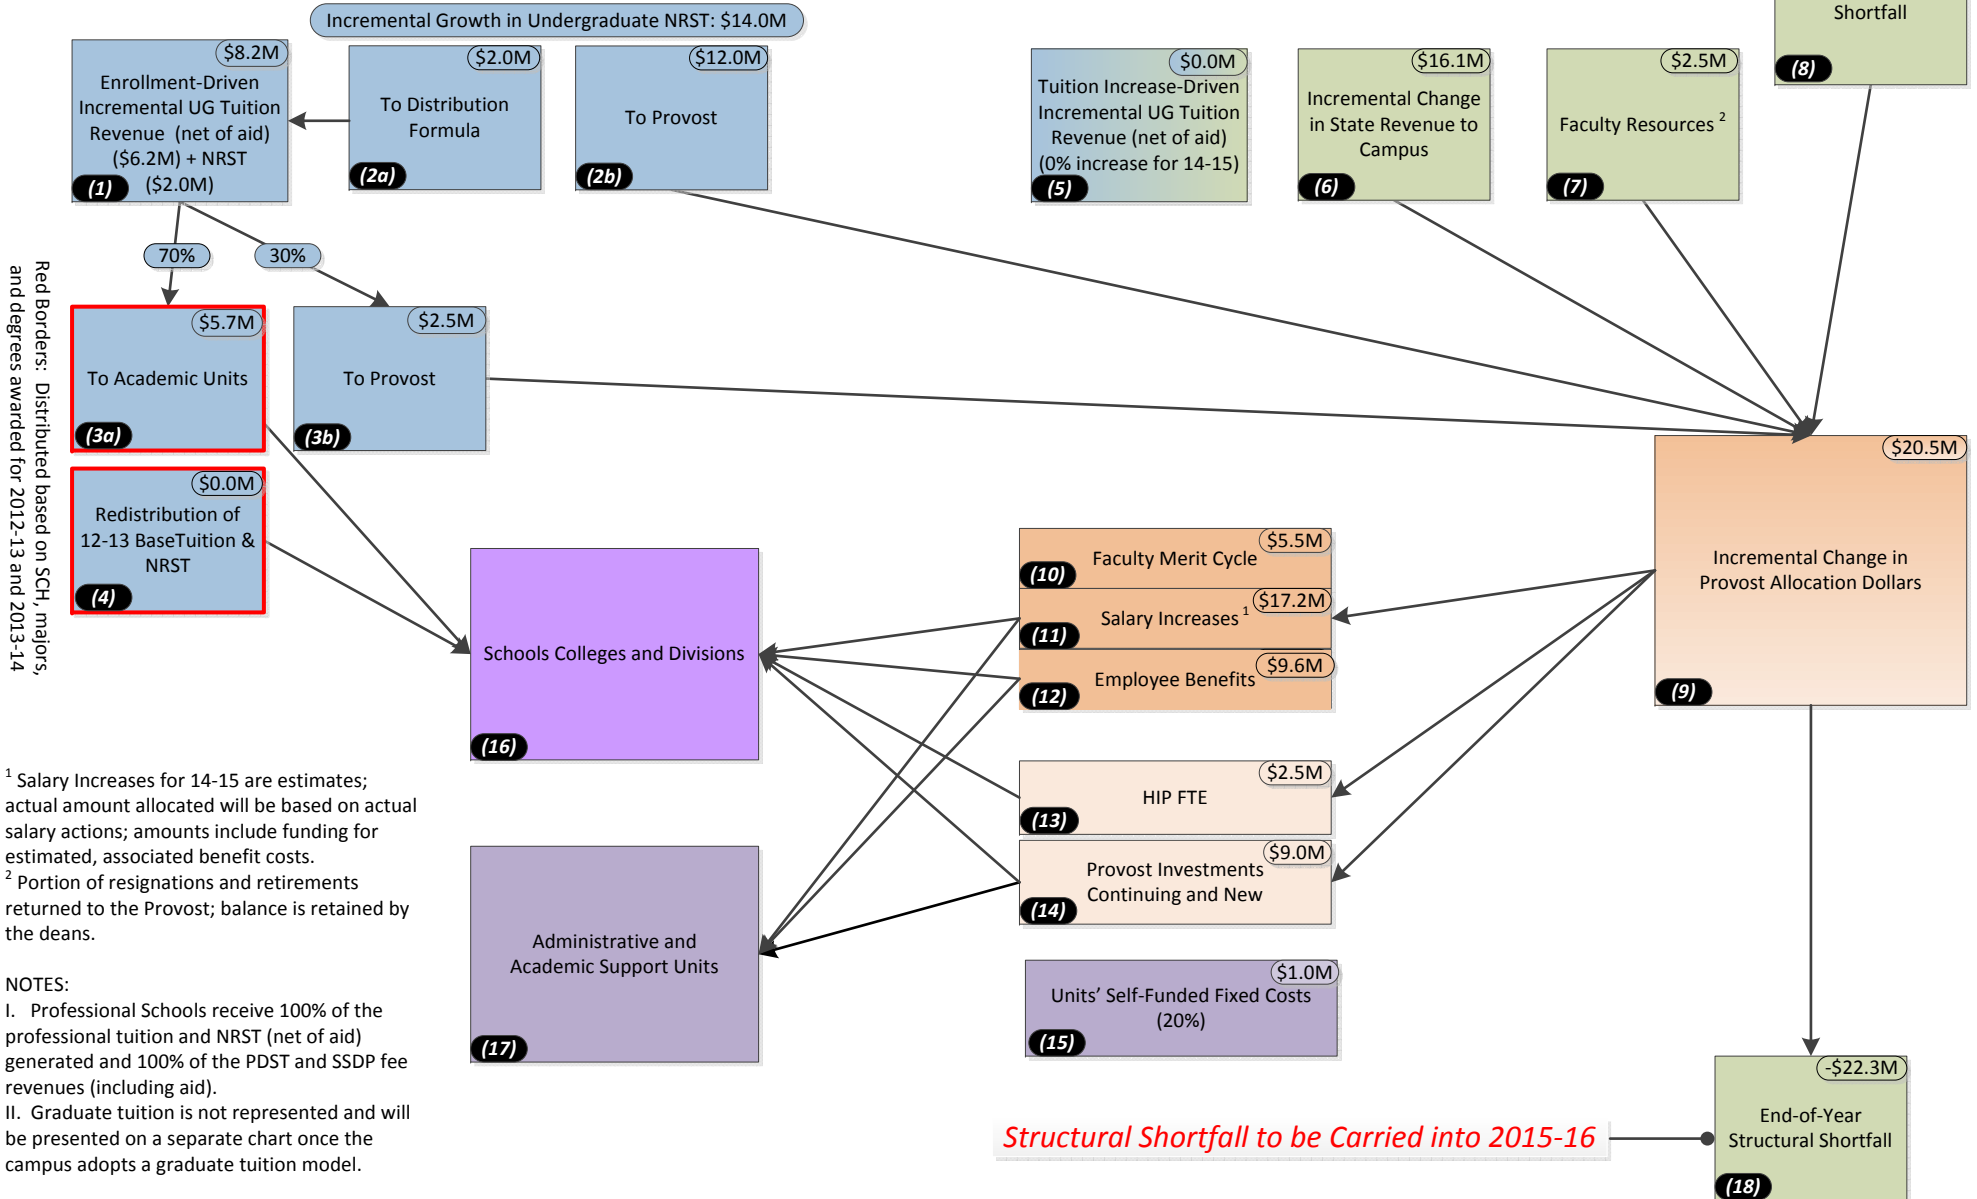 Incremental Growth in Undergraduate NRST: $14.0M
$8.2M
Enrollment-Driven
Incremental UG Tuition
Revenue (net of aid)
($6.2M) + NRST
($2.0M)
(1)
$2.0M
To Distribution
Formula
(2a)
$12.0M
To Provost
(2b)
$0.0M
Tuition Increase-Driven
Incremental UG Tuition
Revenue (net of aid)
(0% increase for 14-15)
(5)
$16.1M
Incremental Change
in State Revenue to
Campus
(6)
$2.5M
Faculty Resources 2
(7)
Shortfall
(8)
70%
30%
Red Borders: Distributed based on SCH, majors,
and degrees awarded for 2012-13 and 2013-14
$5.7M
To Academic Units
(3a)
$2.5M
To Provost
(3b)
$0.0M
Redistribution of
12-13 BaseTuition &
NRST
(4)
$20.5M
Incremental Change in
Provost Allocation Dollars
(9)
Schools Colleges and Divisions
(16)
$5.5M
Faculty Merit Cycle
(10)
$17.2M
Salary Increases 1
(11)
$9.6M
Employee Benefits
(12)
$2.5M
HIP FTE
(13)
$9.0M
Provost Investments
Continuing and New
(14)
Administrative and
Academic Support Units
(17)
$1.0M
Units' Self-Funded Fixed Costs
(20%)
(15)
-$22.3M
End-of-Year
Structural Shortfall
(18)
Structural Shortfall to be Carried into 2015-16
1 Salary Increases for 14-15 are estimates;
actual amount allocated will be based on actual
salary actions; amounts include funding for
estimated, associated benefit costs.
2 Portion of resignations and retirements
returned to the Provost; balance is retained by
the deans.
NOTES:
I. Professional Schools receive 100% of the
professional tuition and NRST (net of aid)
generated and 100% of the PDST and SSDP fee
revenues (including aid).
II. Graduate tuition is not represented and will
be presented on a separate chart once the
campus adopts a graduate tuition model.